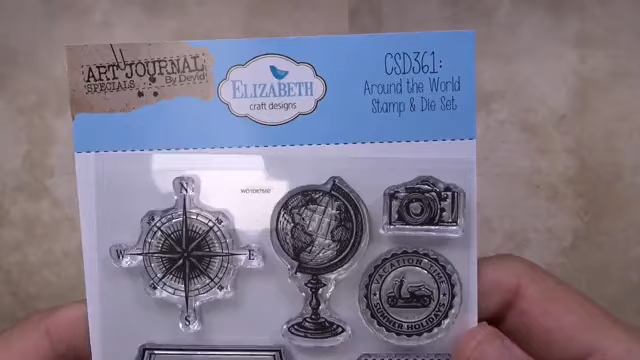 ART JOURNAL
SPECIALS By Devid
ELIZABETH
craft designs
CSD361:
Around the World
Stamp & Die Set
N
W
E
S
VACATION TIME
SUMMER HOLIDAYS